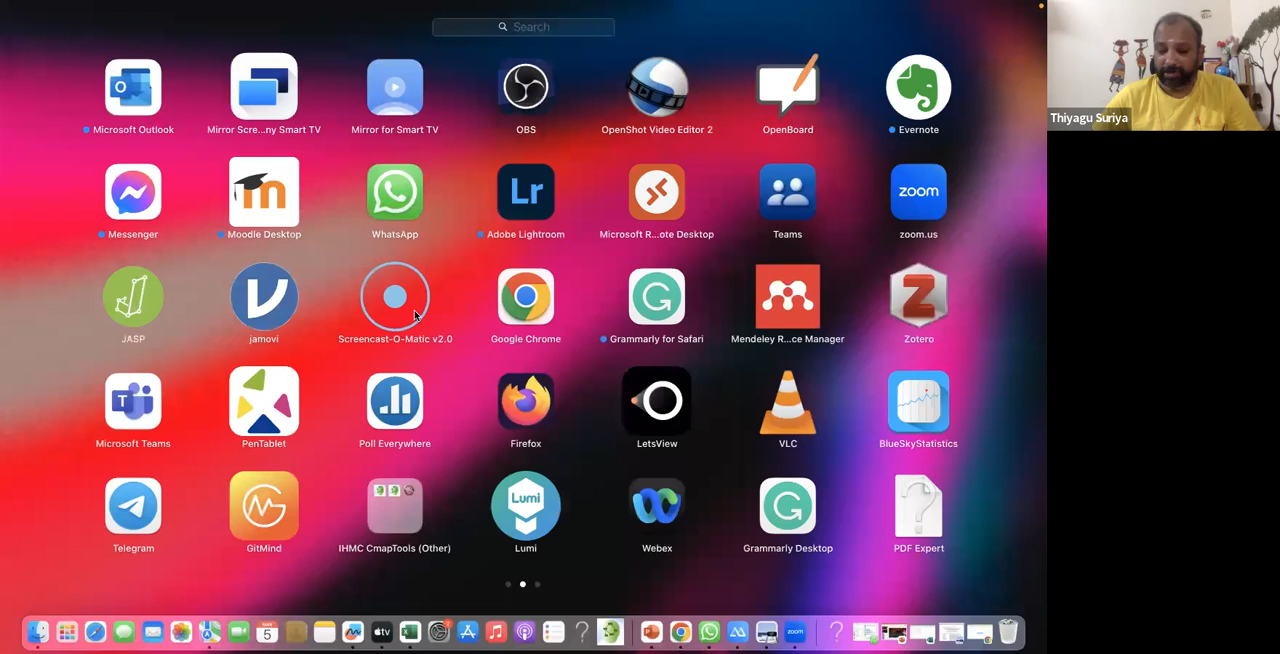 Search
Microsoft Outlook
Mirror Scre...ny Smart TV
Mirror for Smart TV
OBS
OpenShot Video Editor 2
OpenBoard
Evernote
Thiyagu Suriya
Lr
zoom
Messenger
Moodle Desktop
WhatsApp
Adobe Lightroom
Microsoft R...ote Desktop
Teams
zoom.us
JASP
jamovi
Screencast-O-Matic v2.0
Google Chrome
Grammarly for Safari
Mendeley R...ce Manager
Zotero
Microsoft Teams
PenTablet
Poll Everywhere
Firefox
LetsView
VLC
BlueSkyStatistics
Lumi
Telegram
GitMind
IHMC CmapTools (Other)
Lumi
Webex
Grammarly Desktop
PDF Expert
5
tv
zoom